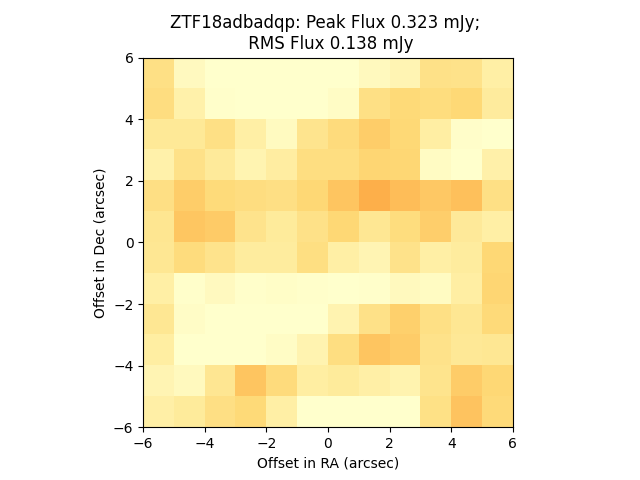 ZTF18adbadqp: Peak Flux 0.323 mJy;
RMS Flux 0.138 mJy
6
4
2
0
−2
−4
−6
Offset in Dec (arcsec)
−6 −4 −2 0 2 4 6
Offset in RA (arcsec)